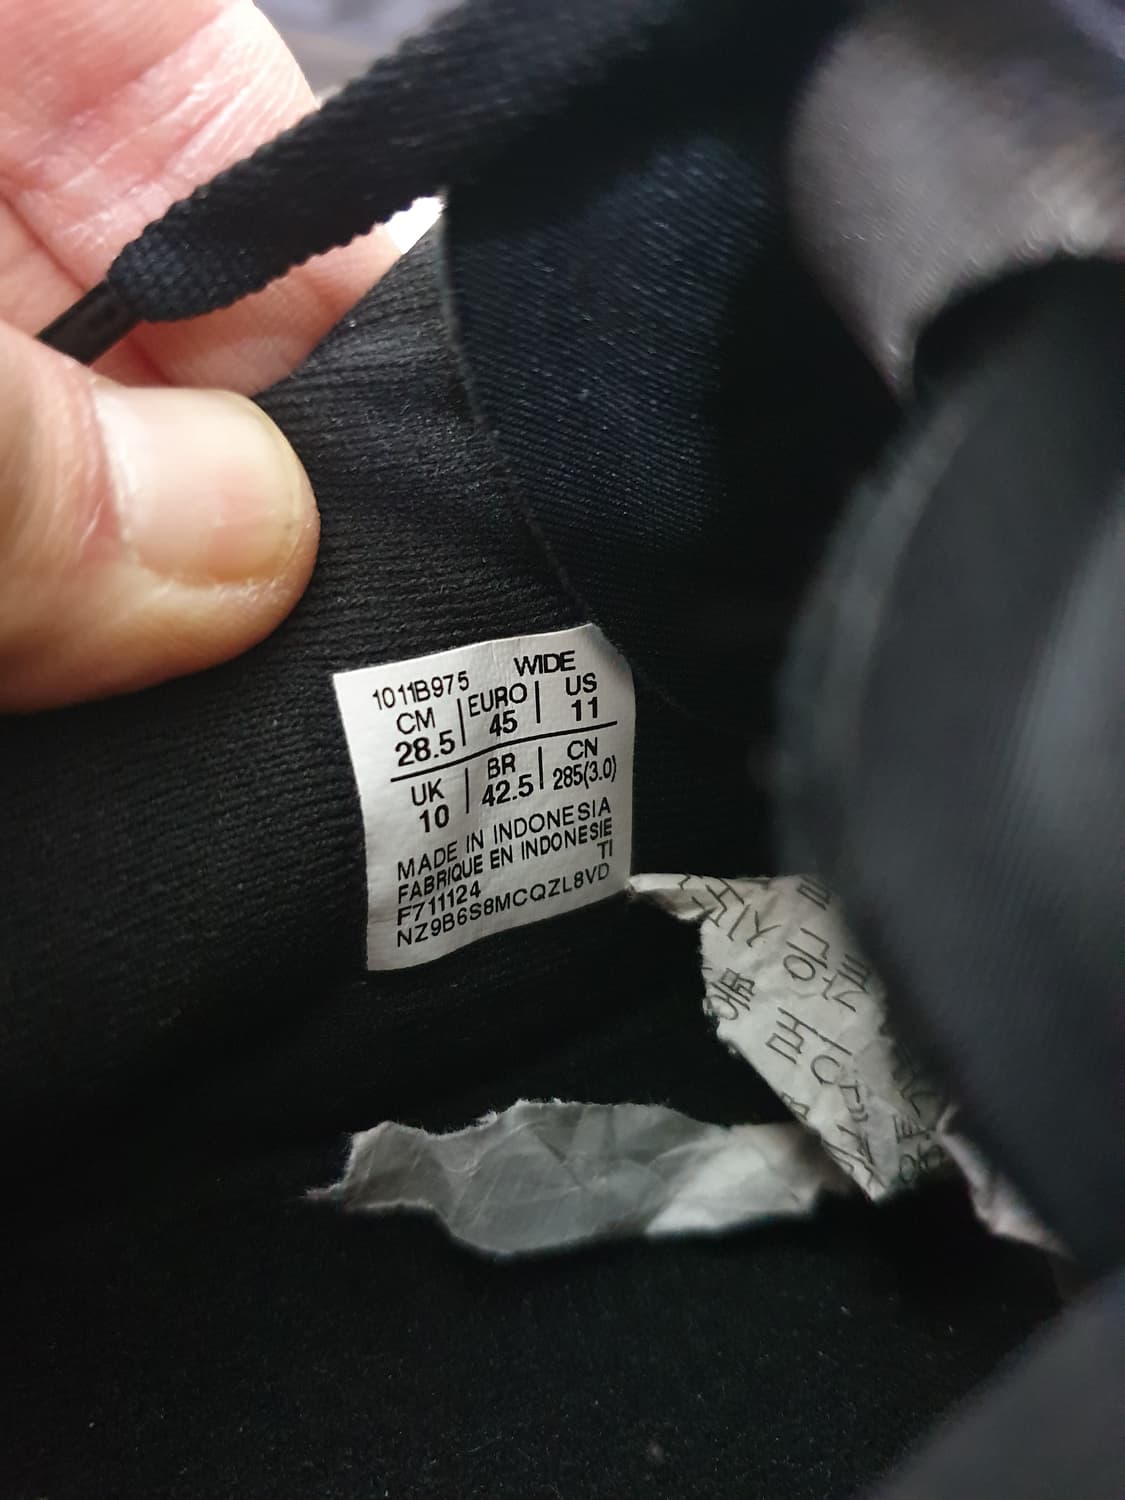 1011B975 WIDE
CM EURO US
28.5 45 11
UK BR CN
10 42.5 285(3.0)
MADE IN INDONESIA
FABRIQUE EN INDONESIE
TI
F711124
NZ9B6S8MCQZL8VD